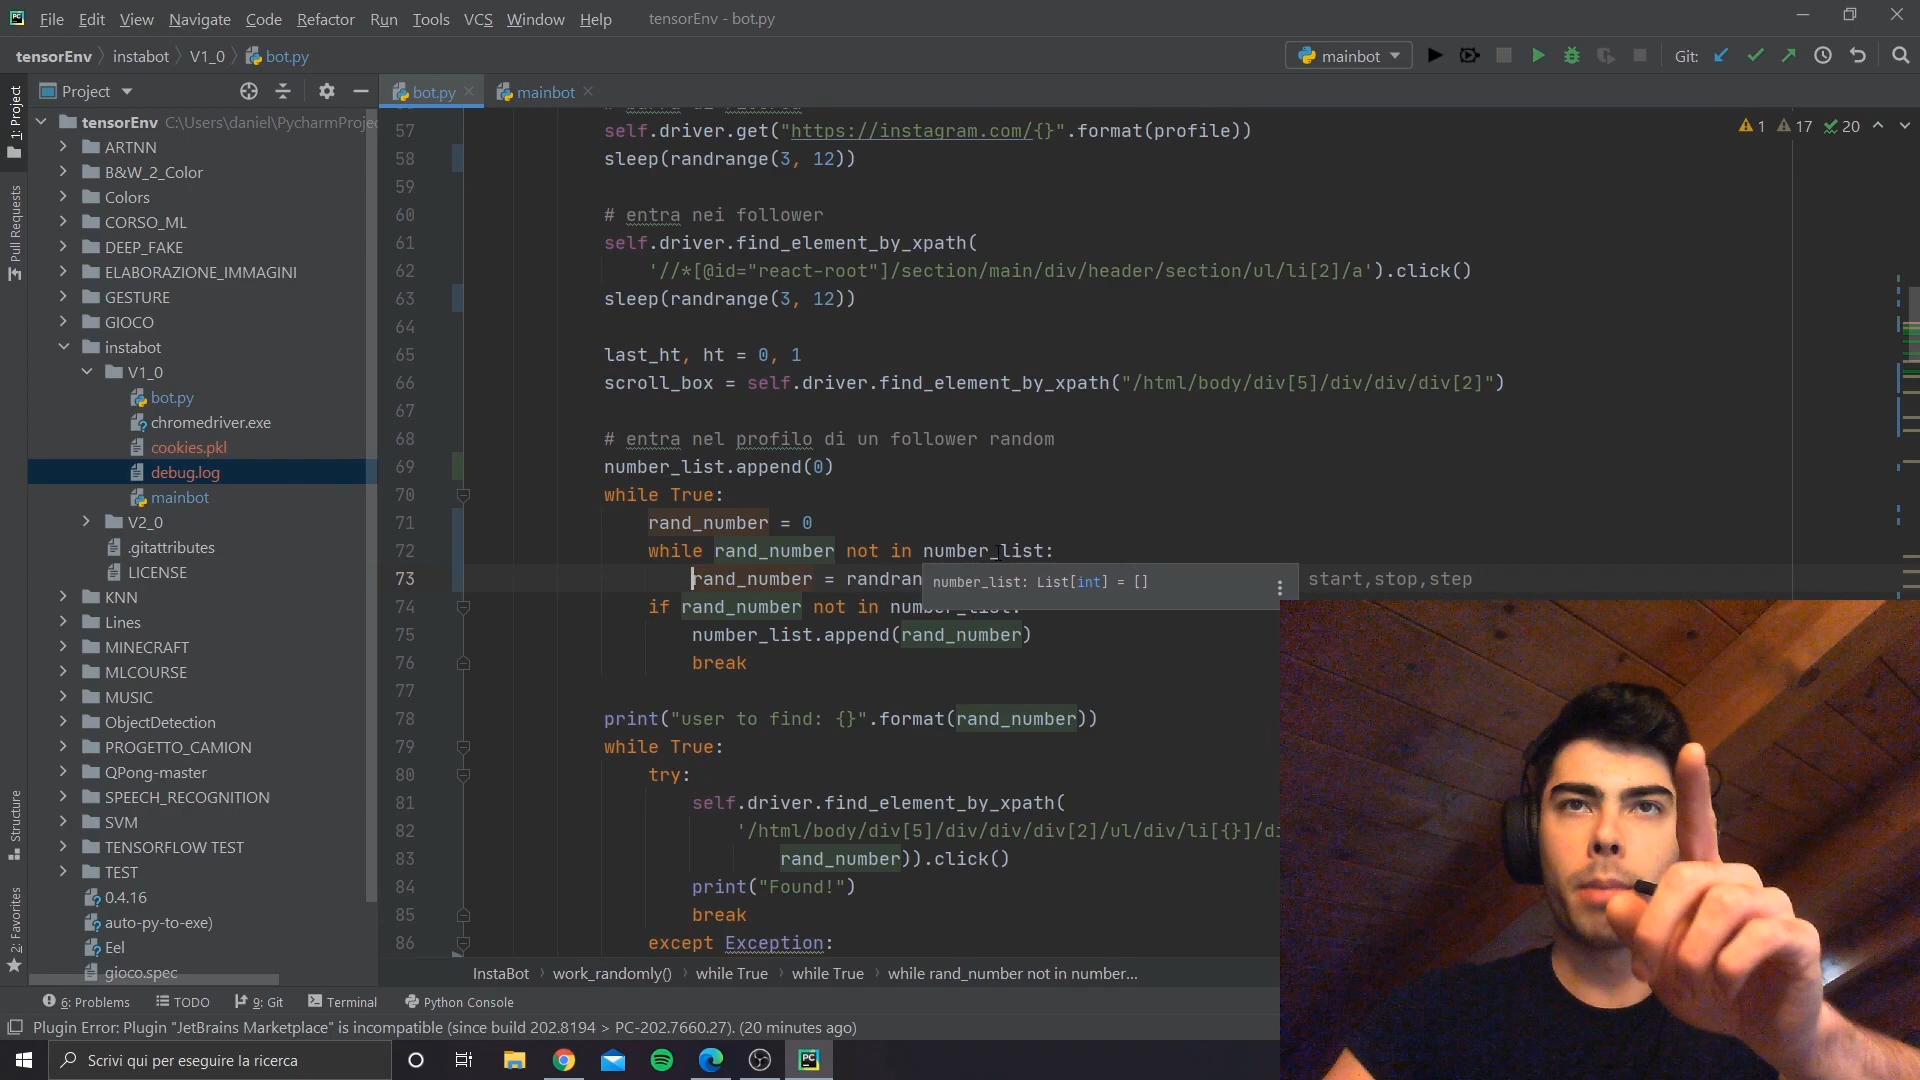 File Edit View Navigate Code Refactor Run Tools VCS Window Help tensorEnv - bot.py
tensorEnv instabot V1_0 bot.py mainbot Git:
1: Project
Pull Requests
Structure
2: Favorites
Project
tensorEnv C:\Users\daniel\PycharmProjec
ARTNN
B&W_2_Color
Colors
CORSO_ML
DEEP_FAKE
ELABORAZIONE_IMMAGINI
GESTURE
GIOCO
instabot
V1_0
bot.py
chromedriver.exe
cookies.pkl
debug.log
mainbot
V2_0
.gitattributes
LICENSE
KNN
Lines
MINECRAFT
MLCOURSE
MUSIC
ObjectDetection
PROGETTO_CAMION
QPong-master
SPEECH_RECOGNITION
SVM
TENSORFLOW TEST
TEST
0.4.16
auto-py-to-exe)
Eel
gioco.spec
bot.py mainbot
1 17 20
57 self.driver.get("https://instagram.com/{}".format(profile))
58 sleep(randrange(3, 12))
59
60 # entra nei follower
61 self.driver.find_element_by_xpath(
62 '//*[@id="react-root"]/section/main/div/header/section/ul/li[2]/a').click()
63 sleep(randrange(3, 12))
64
65 last_ht, ht = 0, 1
66 scroll_box = self.driver.find_element_by_xpath("/html/body/div[5]/div/div/div[2]")
67
68 # entra nel profilo di un follower random
69 number_list.append(0)
70 while True:
71 rand_number = 0
72 while rand_number not in number_list:
73 rand_number = randran start,stop,step
number_list: List[int] = []
74 if rand_number not in number_list:
75 number_list.append(rand_number)
76 break
77
78 print("user to find: {}".format(rand_number))
79 while True:
80 try:
81 self.driver.find_element_by_xpath(
82 '/html/body/div[5]/div/div/div[2]/ul/div/li[{}]/di
83 rand_number)).click()
84 print("Found!")
85 break
86 except Exception:
InstaBot work_randomly() while True while True while rand_number not in number...
6: Problems TODO 9: Git Terminal Python Console
Plugin Error: Plugin "JetBrains Marketplace" is incompatible (since build 202.8194 > PC-202.7660.27). (20 minutes ago)
Scrivi qui per eseguire la ricerca